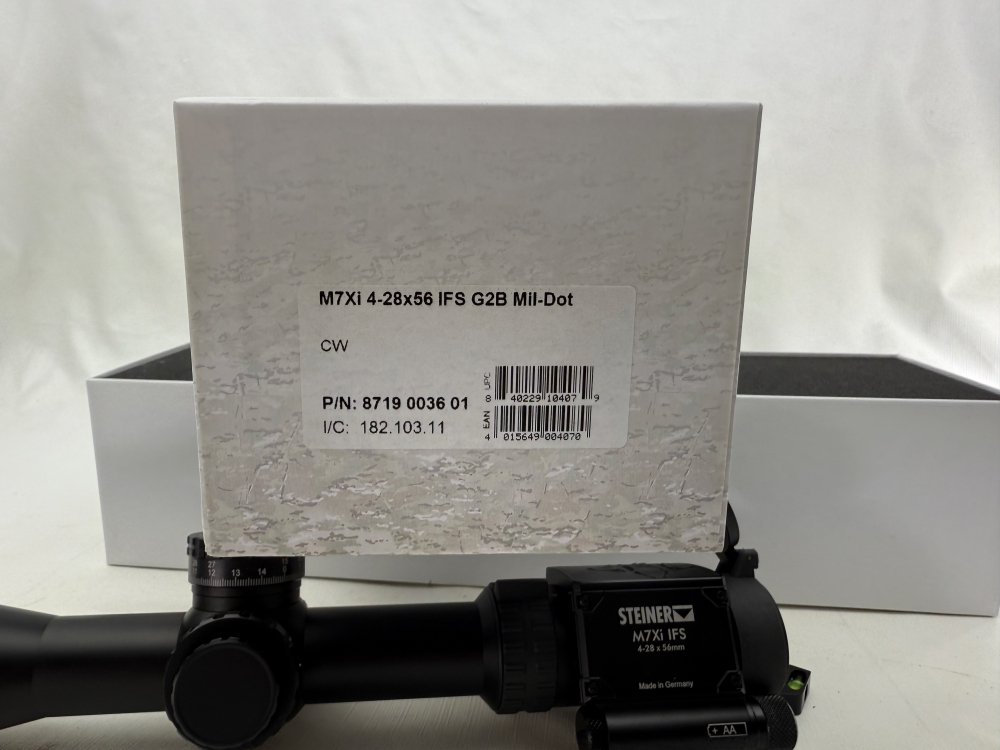 M7Xi 4-28x56 IFS G2B Mil-Dot
CW
UPC
8 40229 10407 9
P/N: 8719 0036 01
EAN
I/C: 182.103.11
4 015649 004070
27
12 13 14
STEINER
M7Xi IFS
4-28 x 56mm
Made in Germany
+ AA